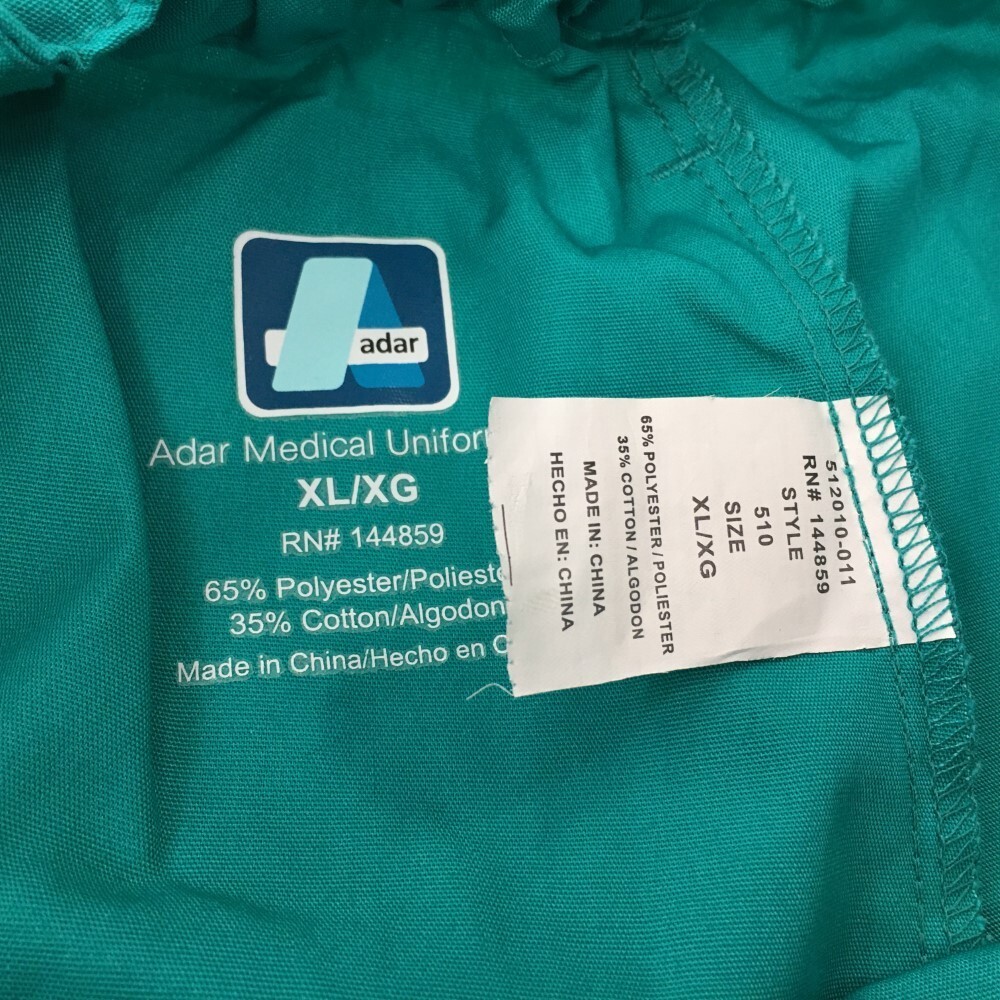 adar
Adar Medical Unifor
XL/XG
RN# 144859
65% Polyester/Polieste
35% Cotton/Algodon
Made in China/Hecho en C
512010-011
RN# 144859
STYLE
510
SIZE
XL/XG
65% POLYESTER / POLIESTER
35% COTTON / ALGODON
MADE IN: CHINA
HECHO EN: CHINA